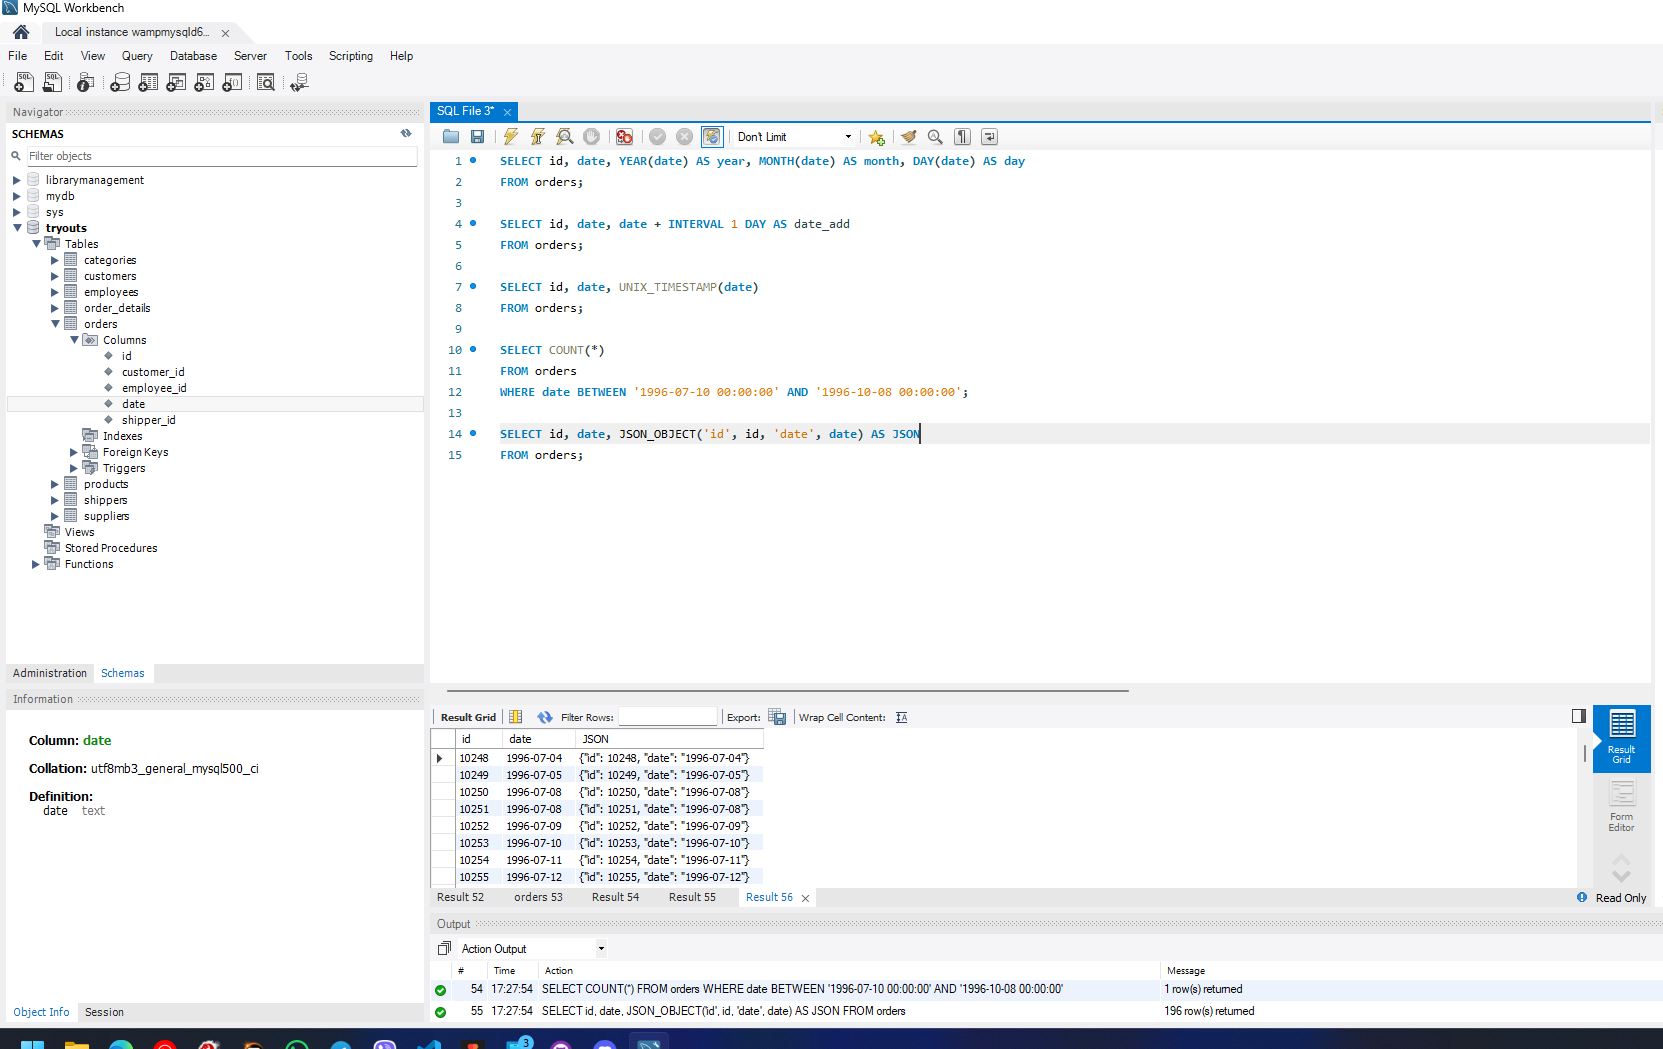 MySQL Workbench
Local instance wampmysqld6...
File Edit View Query Database Server Tools Scripting Help
Navigator
SCHEMAS
Filter objects
librarymanagement
mydb
sys
tryouts
Tables
categories
customers
employees
order_details
orders
Columns
id
customer_id
employee_id
date
shipper_id
Indexes
Foreign Keys
Triggers
products
shippers
suppliers
Views
Stored Procedures
Functions
Administration Schemas
Information
Column: date
Collation: utf8mb3_general_mysql500_ci
Definition:
date text
Object Info Session
SQL File 3*
Don't Limit
1 SELECT id, date, YEAR(date) AS year, MONTH(date) AS month, DAY(date) AS day
2 FROM orders;
3
4 SELECT id, date, date + INTERVAL 1 DAY AS date_add
5 FROM orders;
6
7 SELECT id, date, UNIX_TIMESTAMP(date)
8 FROM orders;
9
10 SELECT COUNT(*)
11 FROM orders
12 WHERE date BETWEEN '1996-07-10 00:00:00' AND '1996-10-08 00:00:00';
13
14 SELECT id, date, JSON_OBJECT('id', id, 'date', date) AS JSON
15 FROM orders;
Result Grid Filter Rows: Export: Wrap Cell Content:
id date JSON
10248 1996-07-04 {"id": 10248, "date": "1996-07-04"}
10249 1996-07-05 {"id": 10249, "date": "1996-07-05"}
10250 1996-07-08 {"id": 10250, "date": "1996-07-08"}
10251 1996-07-08 {"id": 10251, "date": "1996-07-08"}
10252 1996-07-09 {"id": 10252, "date": "1996-07-09"}
10253 1996-07-10 {"id": 10253, "date": "1996-07-10"}
10254 1996-07-11 {"id": 10254, "date": "1996-07-11"}
10255 1996-07-12 {"id": 10255, "date": "1996-07-12"}
Result
Grid
Form
Editor
Result 52 orders 53 Result 54 Result 55 Result 56
Read Only
Output
Action Output
# Time Action Message
54 17:27:54 SELECT COUNT(*) FROM orders WHERE date BETWEEN '1996-07-10 00:00:00' AND '1996-10-08 00:00:00' 1 row(s) returned
55 17:27:54 SELECT id, date, JSON_OBJECT('id', id, 'date', date) AS JSON FROM orders 196 row(s) returned
3